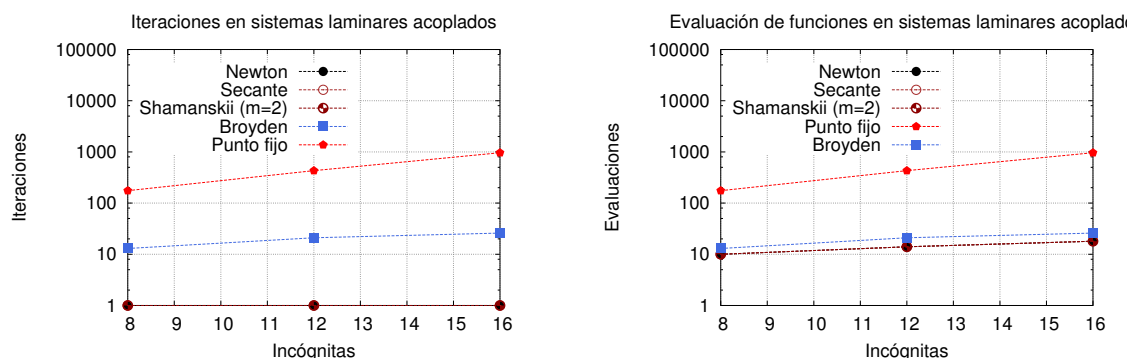 Iteraciones en sistemas laminares acoplados
100000
10000
1000
100
10
1
Iteraciones
Newton
Secante
Shamanskii (m=2)
Broyden
Punto fijo
8 9 10 11 12 13 14 15 16
Incógnitas
Evaluación de funciones en sistemas laminares acoplad
100000
10000
1000
100
10
1
Evaluaciones
Newton
Secante
Shamanskii (m=2)
Punto fijo
Broyden
8 9 10 11 12 13 14 15 16
Incógnitas